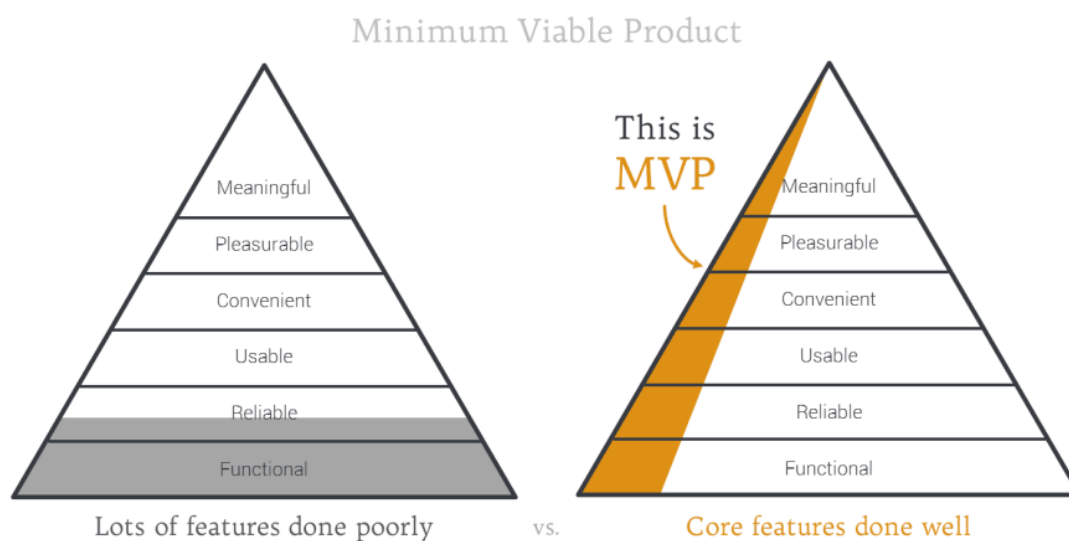 Minimum Viable Product
Meaningful
Pleasurable
Convenient
Usable
Reliable
Functional
Lots of features done poorly
vs.
This is
MVP
Meaningful
Pleasurable
Convenient
Usable
Reliable
Functional
Core features done well